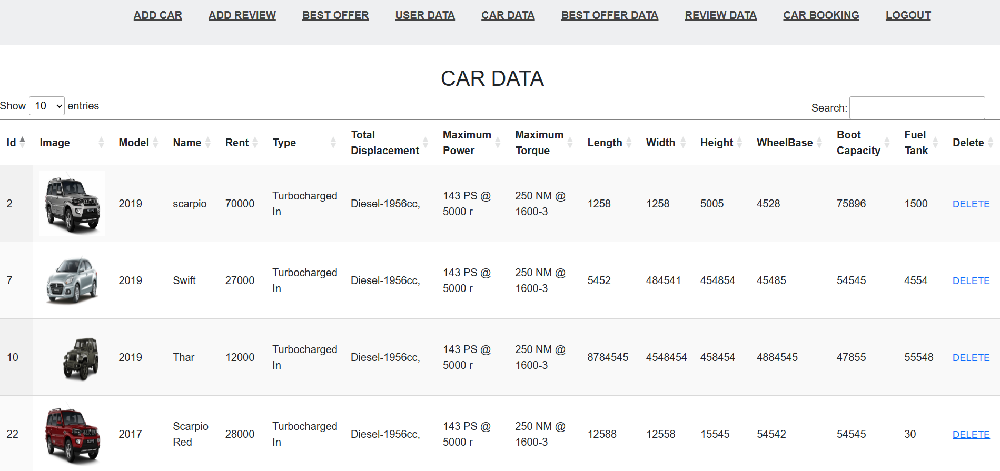 ADD CAR ADD REVIEW BEST OFFER USER DATA CAR DATA BEST OFFER DATA REVIEW DATA CAR BOOKING LOGOUT
CAR DATA
Show 10 entries Search:
Id Image Model Name Rent Type Total Displacement Maximum Power Maximum Torque Length Width Height WheelBase Boot Capacity Fuel Tank Delete
2 2019 scarpio 70000 Turbocharged In Diesel-1956cc, 143 PS @ 5000 r 250 NM @ 1600-3 1258 1258 5005 4528 75896 1500 DELETE
7 2019 Swift 27000 Turbocharged In Diesel-1956cc, 143 PS @ 5000 r 250 NM @ 1600-3 5452 484541 454854 45485 54545 4554 DELETE
10 2019 Thar 12000 Turbocharged In Diesel-1956cc, 143 PS @ 5000 r 250 NM @ 1600-3 8784545 4548454 458454 4884545 47855 55548 DELETE
22 2017 Scarpio Red 28000 Turbocharged In Diesel-1956cc, 143 PS @ 5000 r 250 NM @ 1600-3 12588 12558 15545 54542 54545 30 DELETE